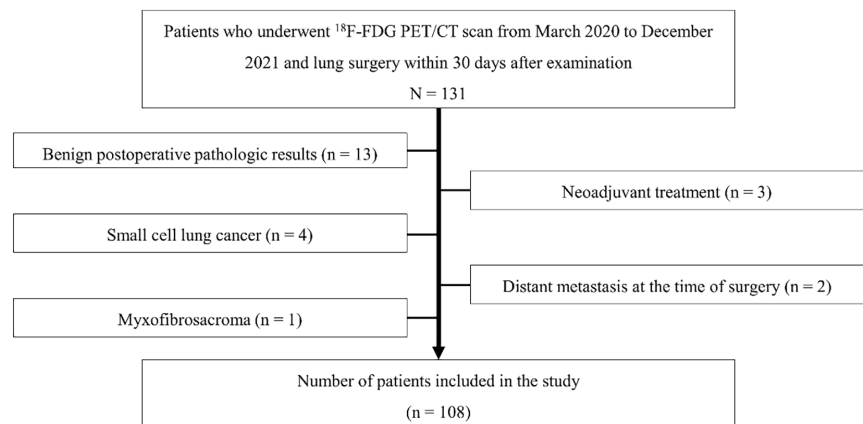 Patients who underwent ¹⁸F-FDG PET/CT scan from March 2020 to December
2021 and lung surgery within 30 days after examination
N = 131
Benign postoperative pathologic results (n = 13)
Neoadjuvant treatment (n = 3)
Small cell lung cancer (n = 4)
Distant metastasis at the time of surgery (n = 2)
Myxofibrosacroma (n = 1)
Number of patients included in the study
(n = 108)